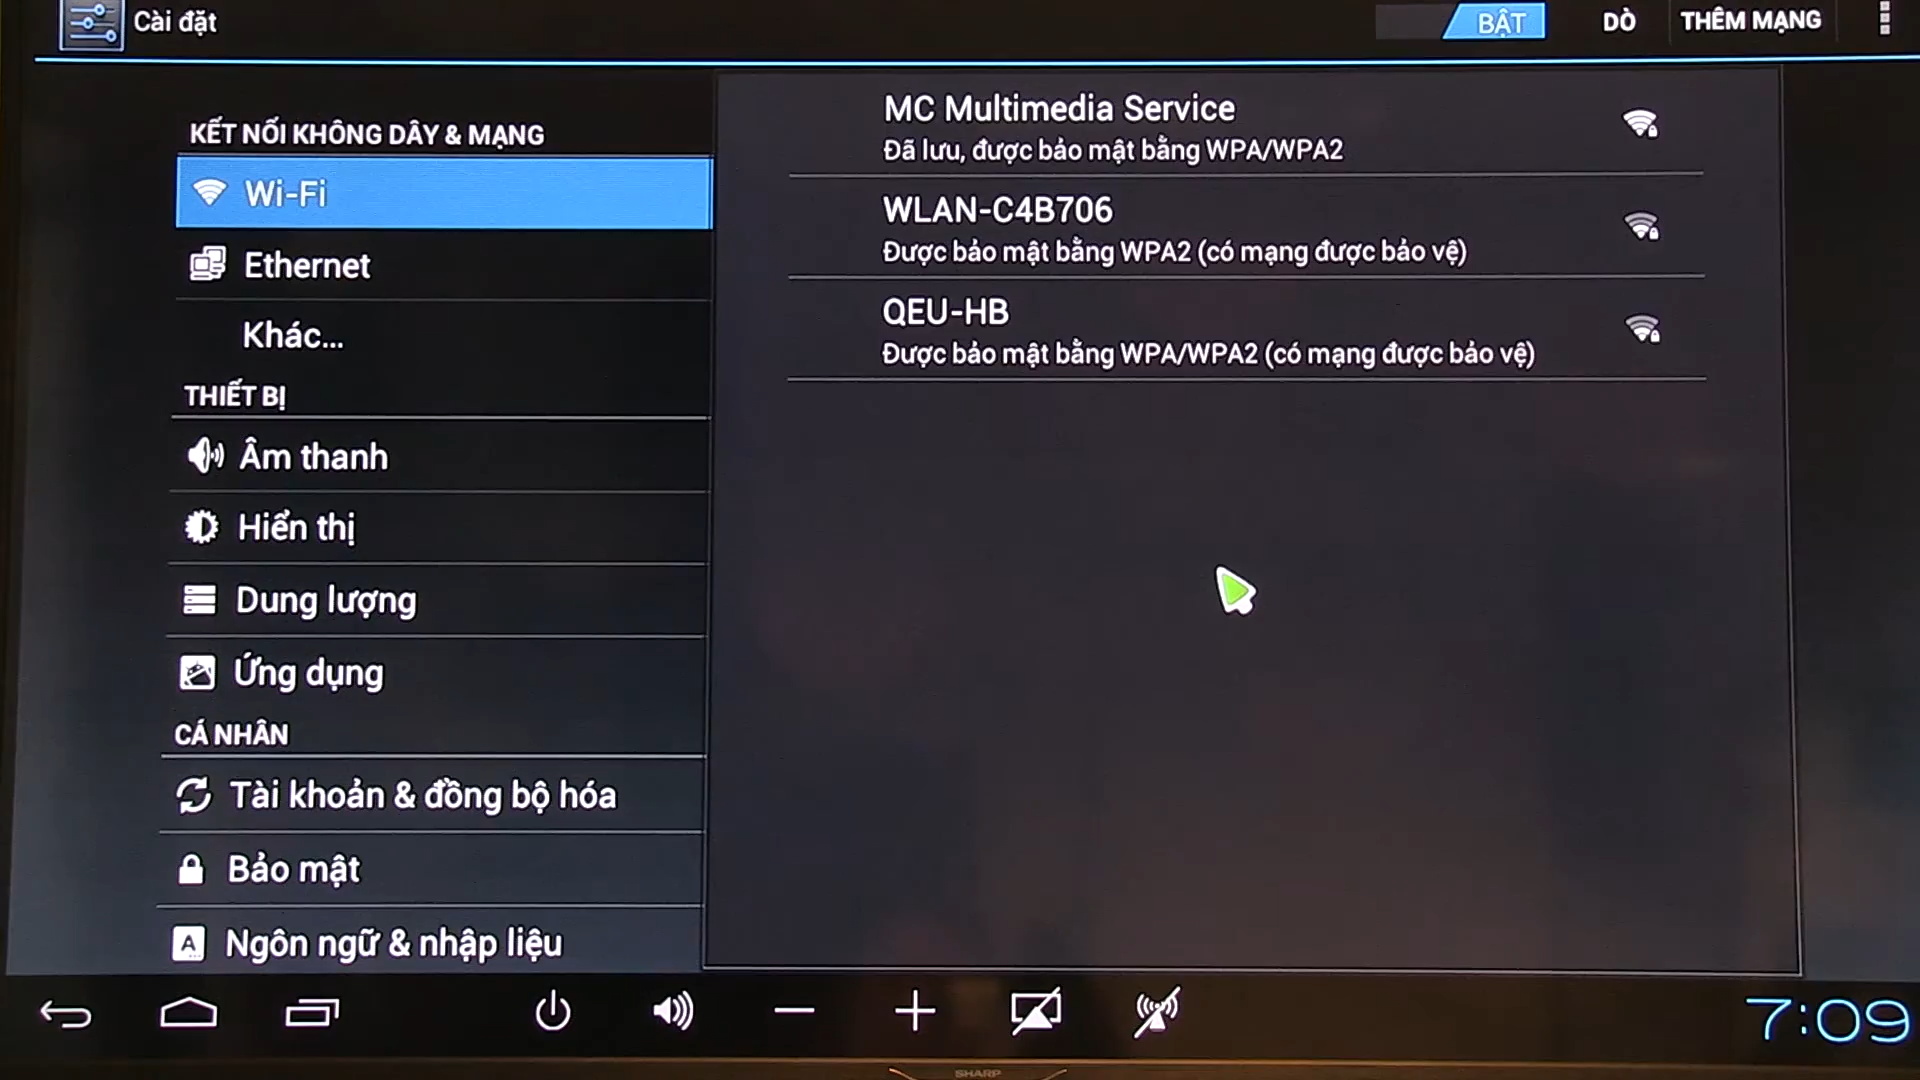 Cài đặt
BẬT
DÒ
THÊM MẠNG
KẾT NỐI KHÔNG DÂY & MẠNG
Wi-Fi
Ethernet
Khác...
THIẾT BỊ
Âm thanh
Hiển thị
Dung lượng
Ứng dụng
CÁ NHÂN
Tài khoản & đồng bộ hóa
Bảo mật
Ngôn ngữ & nhập liệu
MC Multimedia Service
Đã lưu, được bảo mật bằng WPA/WPA2
WLAN-C4B706
Được bảo mật bằng WPA2 (có mạng được bảo vệ)
QEU-HB
Được bảo mật bằng WPA/WPA2 (có mạng được bảo vệ)
7:09
SHARP